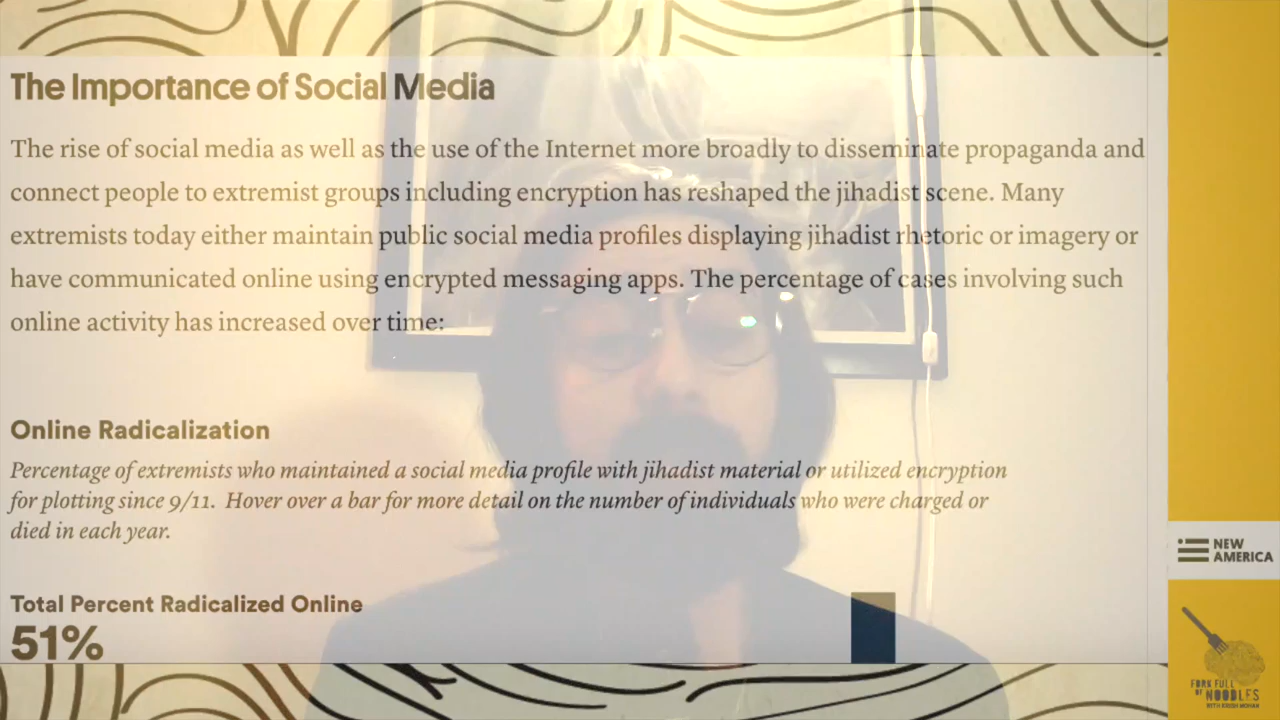 The Importance of Social Media
The rise of social media as well as the use of the Internet more broadly to disseminate propaganda and
connect people to extremist groups including encryption has reshaped the jihadist scene. Many
extremists today either maintain public social media profiles displaying jihadist rhetoric or imagery or
have communicated online using encrypted messaging apps. The percentage of cases involving such
online activity has increased over time:
Online Radicalization
Percentage of extremists who maintained a social media profile with jihadist material or utilized encryption
for plotting since 9/11. Hover over a bar for more detail on the number of individuals who were charged or
died in each year.
Total Percent Radicalized Online
51%
NEW
AMERICA
FORK FULL
OF NOODLES
WITH KRISH MOHAN